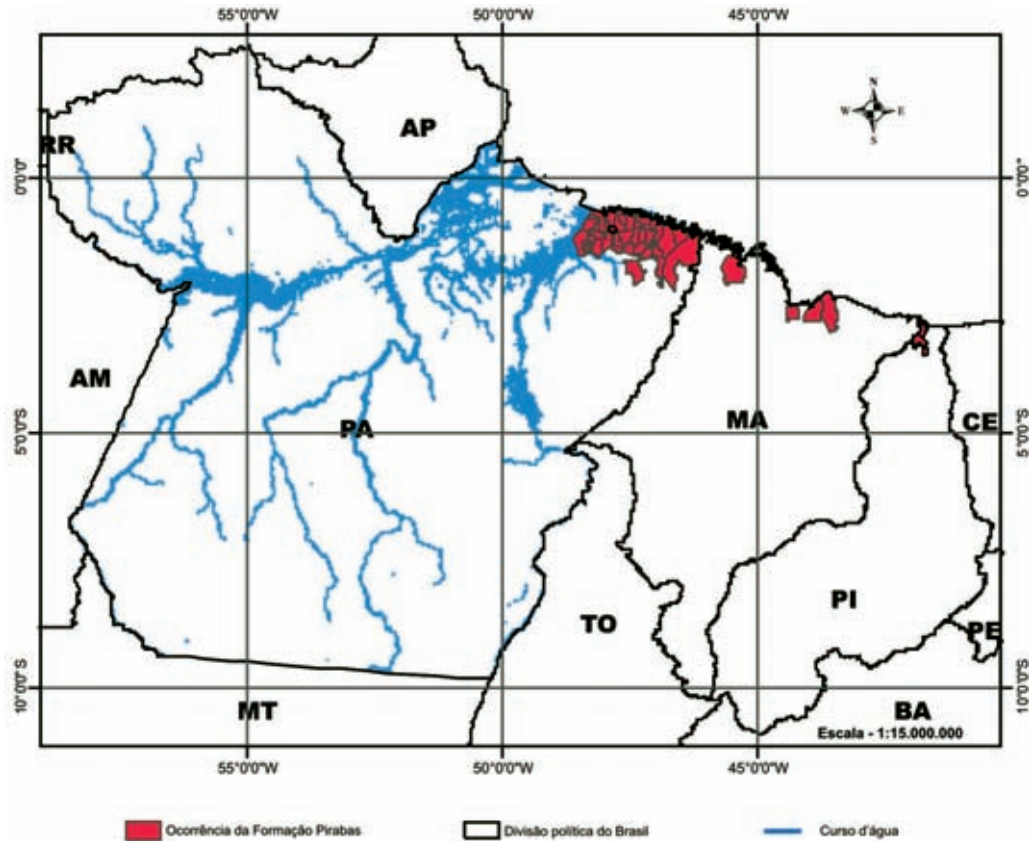 55°0'0"W 50°0'0"W 45°0'0"W
N
W E
S
AP
RR
0°0'0" 0°0'0"
AM
PA
MA
CE
5°0'0"S 5°0'0"S
PI
TO
PE
10°0'0"S 10°0'0"S
MT
BA
Escala - 1:15.000.000
55°0'0"W 50°0'0"W 45°0'0"W
Ocorrência da Formação Pirabas Divisão política do Brasil Curso d'água